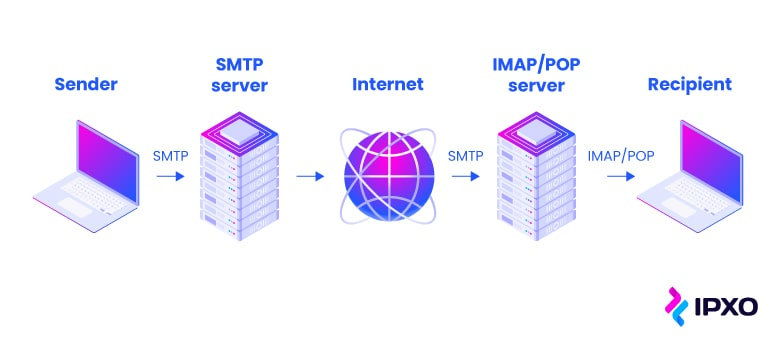 Sender
SMTP
server
Internet
IMAP/POP
server
Recipient
SMTP
SMTP
IMAP/POP
IPXO